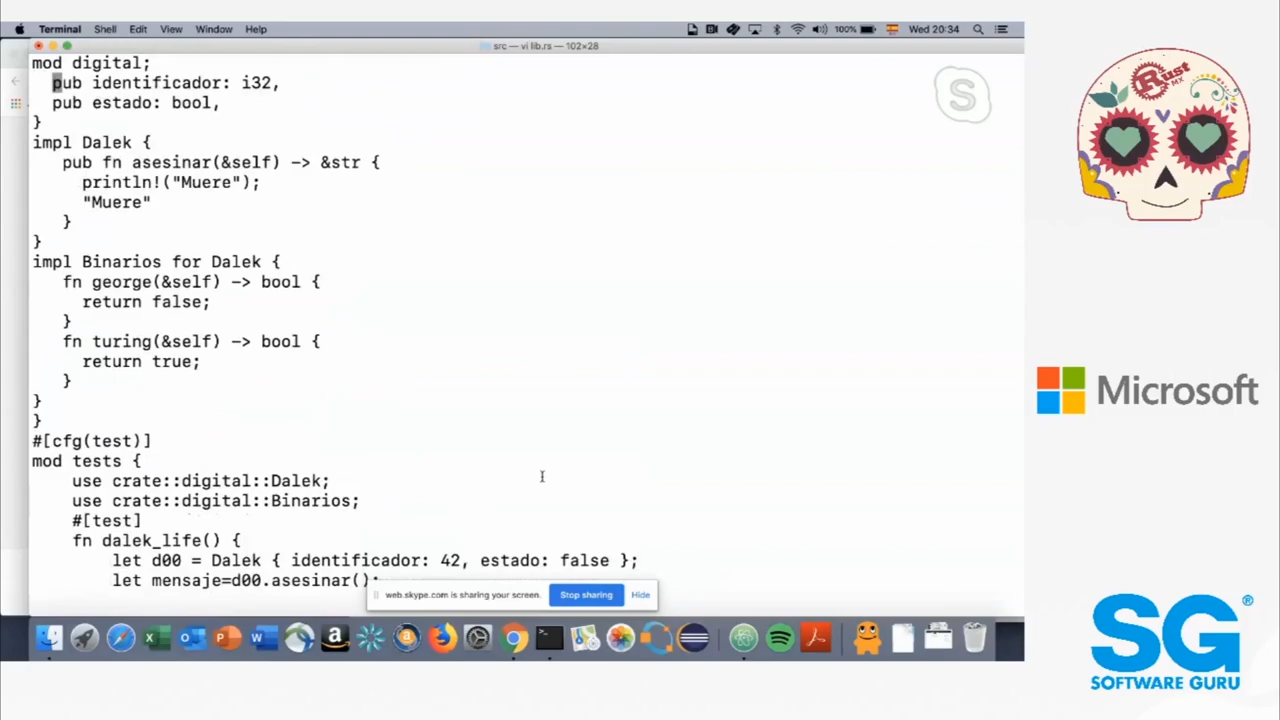 Terminal Shell Edit View Window Help 100% Wed 20:34
src — vi lib.rs — 102×28
mod digital;
pub identificador: i32,
pub estado: bool,
}
impl Dalek {
pub fn asesinar(&self) -> &str {
println!("Muere");
"Muere"
}
}
impl Binarios for Dalek {
fn george(&self) -> bool {
return false;
}
fn turing(&self) -> bool {
return true;
}
}
}
#[cfg(test)]
mod tests {
use crate::digital::Dalek;
use crate::digital::Binarios;
#[test]
fn dalek_life() {
let d00 = Dalek { identificador: 42, estado: false };
let mensaje=d00.asesinar();
web.skype.com is sharing your screen. Stop sharing Hide
Rust MX
Microsoft
SG®
SOFTWARE GURU